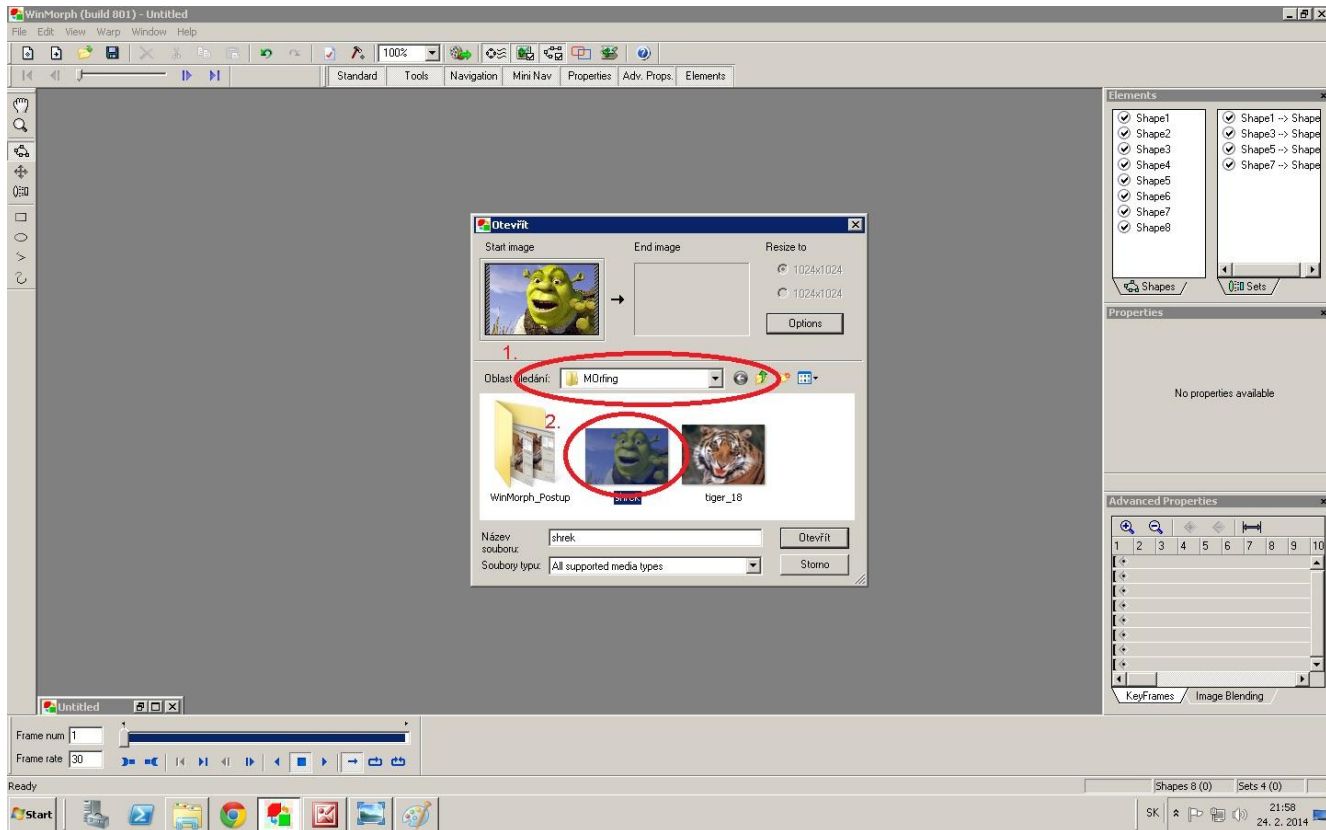 WinMorph (build 801) - Untitled
File Edit View Warp Window Help
100%
Standard Tools Navigation Mini Nav Properties Adv. Props. Elements
Elements
Shape1
Shape2
Shape3
Shape4
Shape5
Shape6
Shape7
Shape8
Shape1 --> Shape
Shape3 --> Shape
Shape5 --> Shape
Shape7 --> Shape
Shapes
Sets
Otevřít
Start image End image Resize to
1024x1024
1024x1024
Options
1.
Oblast hledání: MOrfing
2.
WinMorph_Postup shrek tiger_18
Název souboru: shrek Otevřít
Soubory typu: All supported media types Storno
Properties
No properties available
Advanced Properties
1 2 3 4 5 6 7 8 9 10
KeyFrames Image Blending
Untitled
Frame num 1
Frame rate 30
Ready Shapes 8 (0) Sets 4 (0)
Start SK 21:58
24. 2. 2014